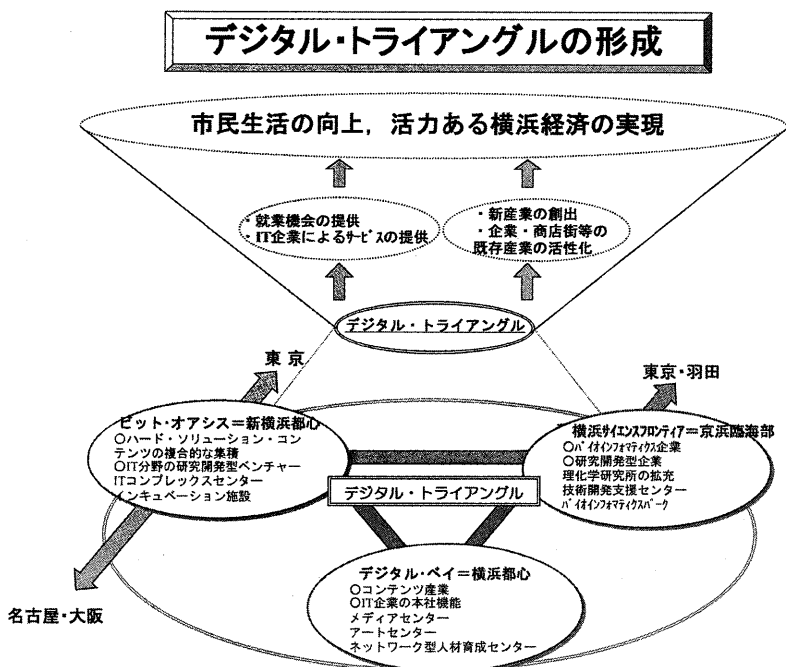 デジタル・トライアングルの形成
市民生活の向上，活力ある横浜経済の実現
・就業機会の提供
・IT企業によるｻｰﾋﾞｽの提供
・新産業の創出
・企業・商店街等の
既存産業の活性化
デジタル・トライアングル
東京
東京・羽田
ビット・オアシス＝新横浜都心
○ハード・ソリューション・コン
テンツの複合的な集積
○IT分野の研究開発型ベンチャー
ITコンプレックスセンター
インキュベーション施設
横浜ｻｲｴﾝｽﾌﾛﾝﾃｨｱ＝京浜臨海部
○ﾊﾞｲｵｲﾝﾌｫﾏﾃｨｸｽ企業
○研究開発型企業
理化学研究所の拡充
技術開発支援センター
ﾊﾞｲｵｲﾝﾌｫﾏﾃｨｸｽﾊﾟｰｸ
デジタル・トライアングル
デジタル・ベイ＝横浜都心
○コンテンツ産業
○IT企業の本社機能
メディアセンター
アートセンター
ネットワーク型人材育成センター
名古屋・大阪